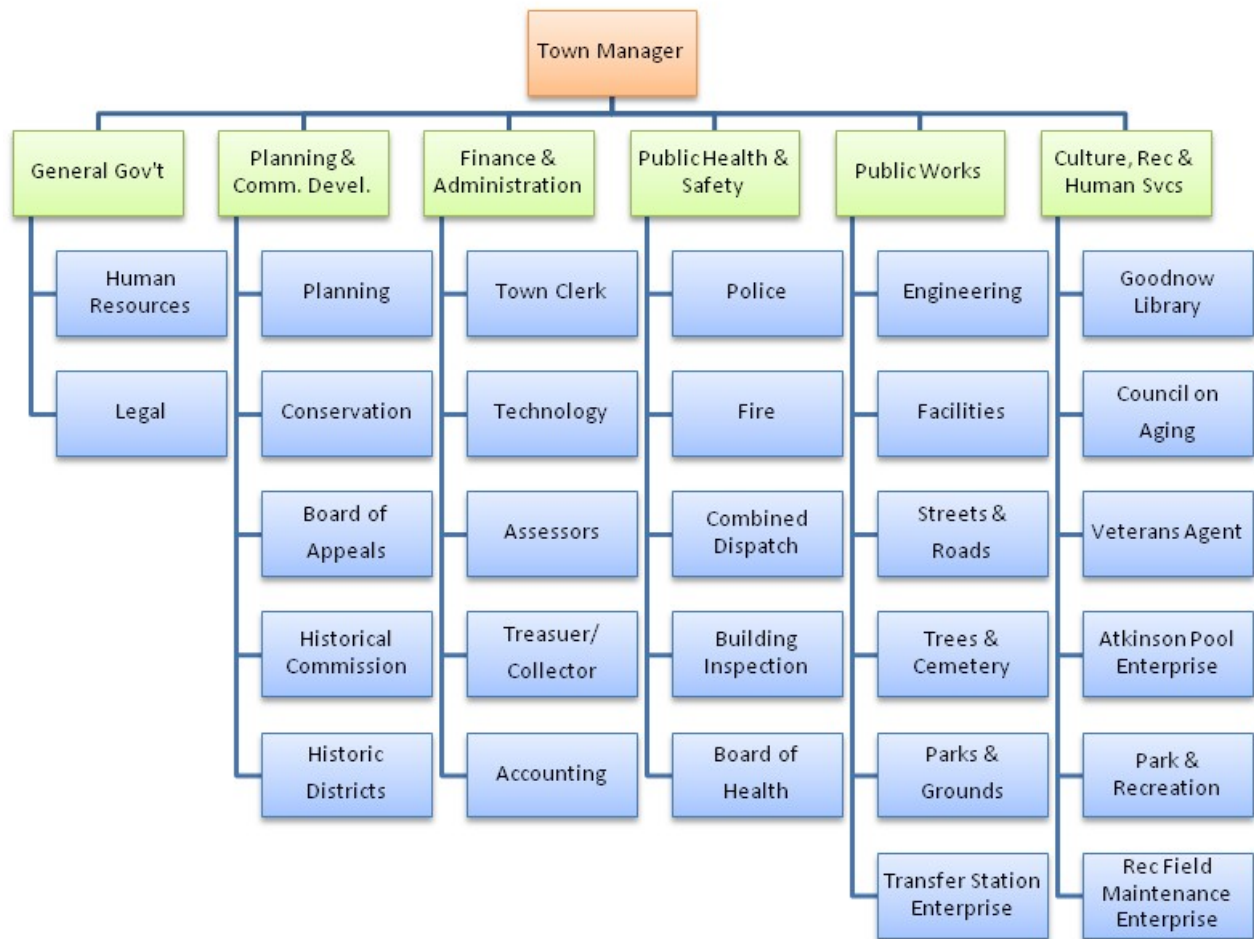 Town Manager
General Gov't
Planning &
Comm. Devel.
Finance &
Administration
Public Health &
Safety
Public Works
Culture, Rec &
Human Svcs
Human
Resources
Legal
Planning
Conservation
Board of
Appeals
Historical
Commission
Historic
Districts
Town Clerk
Technology
Assessors
Treasuer/
Collector
Accounting
Police
Fire
Combined
Dispatch
Building
Inspection
Board of
Health
Engineering
Facilities
Streets &
Roads
Trees &
Cemetery
Parks &
Grounds
Transfer Station
Enterprise
Goodnow
Library
Council on
Aging
Veterans Agent
Atkinson Pool
Enterprise
Park &
Recreation
Rec Field
Maintenance
Enterprise